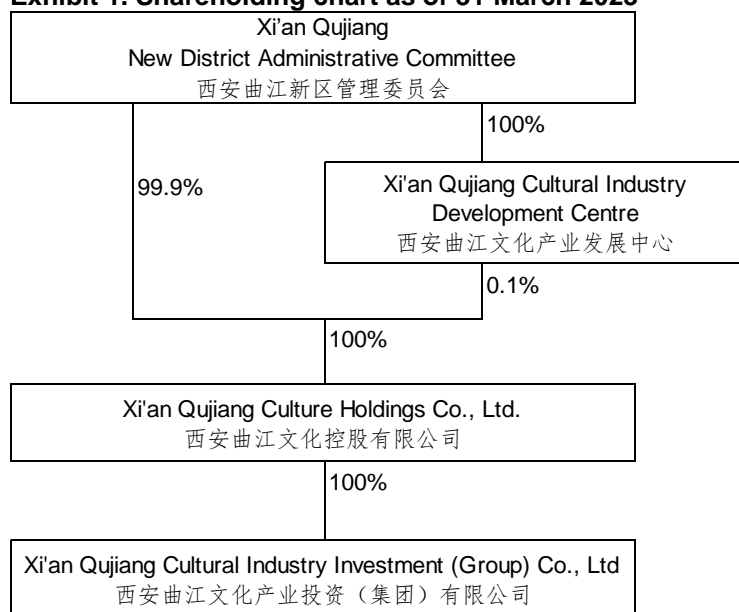 Exhibit 1. Shareholding chart as of 31 March 2023
Xi'an Qujiang
New District Administrative Committee
西安曲江新区管理委员会
100%
99.9%
Xi'an Qujiang Cultural Industry
Development Centre
西安曲江文化产业发展中心
0.1%
100%
Xi'an Qujiang Culture Holdings Co., Ltd.
西安曲江文化控股有限公司
100%
Xi'an Qujiang Cultural Industry Investment (Group) Co., Ltd
西安曲江文化产业投资（集团）有限公司